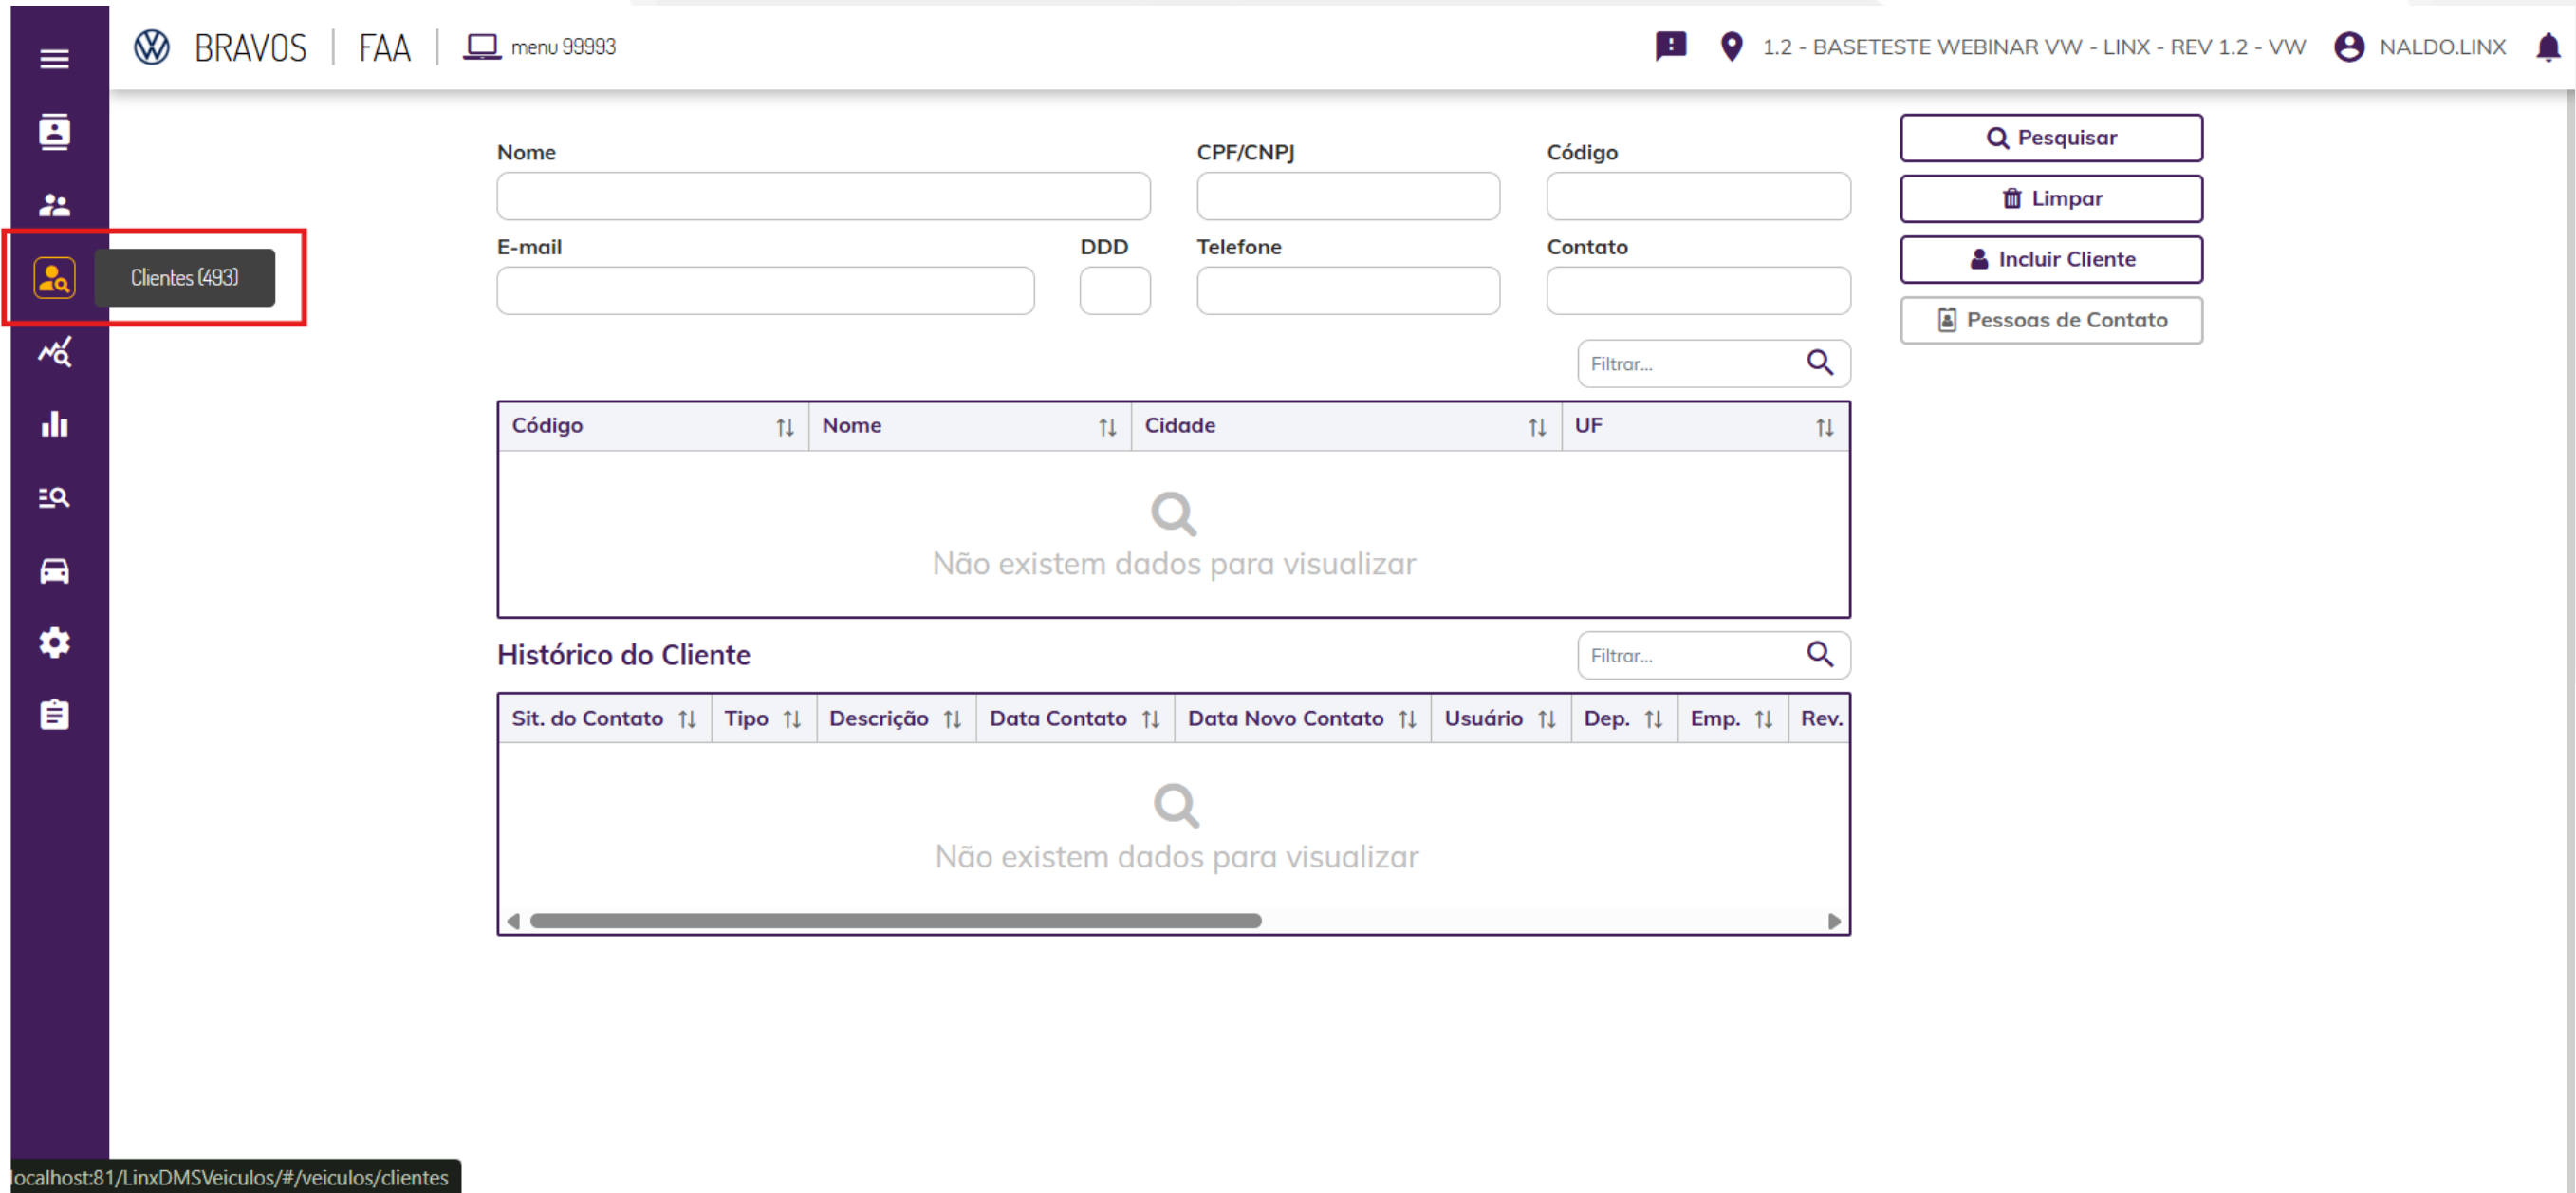 BRAVOS | FAA | menu 99993
1.2 - BASETESTE WEBINAR VW - LINX - REV 1.2 - VW NALDO.LINX
Nome CPF/CNPJ Código
Pesquisar
Limpar
E-mail DDD Telefone Contato
Incluir Cliente
Clientes (493)
Pessoas de Contato
Filtrar...
Código Nome Cidade UF
Não existem dados para visualizar
Histórico do Cliente
Filtrar...
Sit. do Contato Tipo Descrição Data Contato Data Novo Contato Usuário Dep. Emp. Rev.
Não existem dados para visualizar
localhost:81/LinxDMSVeiculos/#/veiculos/clientes